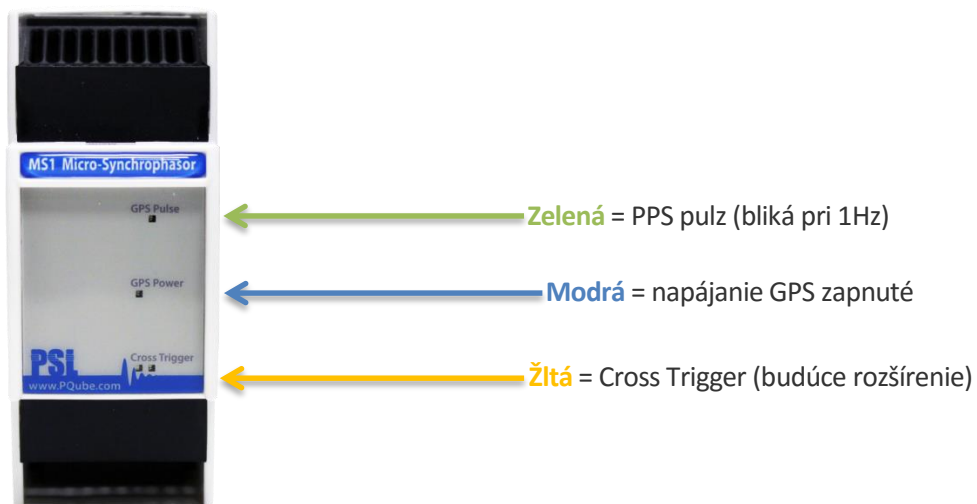 MS1 Micro-Synchrophasor
GPS Pulse
Zelená = PPS pulz (bliká pri 1Hz)
GPS Power
Modrá = napájanie GPS zapnuté
PSL
Cross Trigger
www.PQube.com
Žltá = Cross Trigger (budúce rozšírenie)